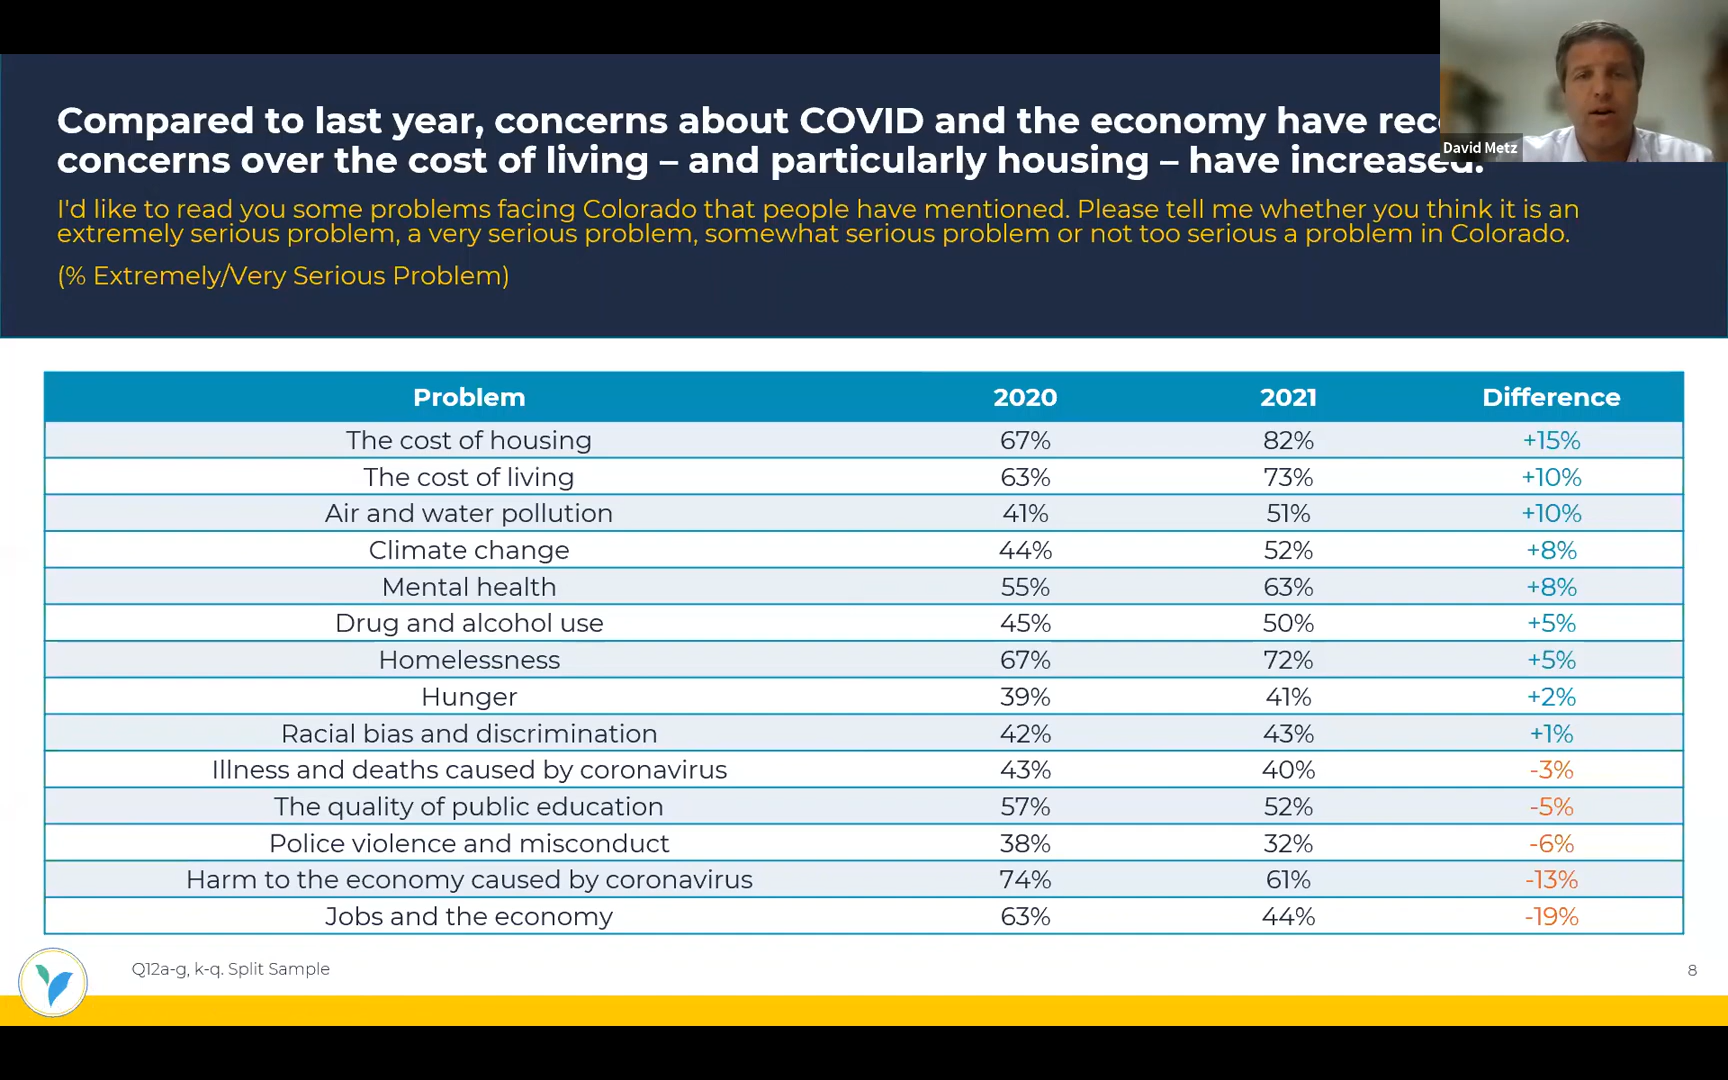 Compared to last year, concerns about COVID and the economy have
concerns over the cost of living – and particularly housing – have increased.
David Metz
I'd like to read you some problems facing Colorado that people have mentioned. Please tell me whether you think it is an
extremely serious problem, a very serious problem, somewhat serious problem or not too serious a problem in Colorado.
(% Extremely/Very Serious Problem)
Problem 2020 2021 Difference
The cost of housing 67% 82% +15%
The cost of living 63% 73% +10%
Air and water pollution 41% 51% +10%
Climate change 44% 52% +8%
Mental health 55% 63% +8%
Drug and alcohol use 45% 50% +5%
Homelessness 67% 72% +5%
Hunger 39% 41% +2%
Racial bias and discrimination 42% 43% +1%
Illness and deaths caused by coronavirus 43% 40% -3%
The quality of public education 57% 52% -5%
Police violence and misconduct 38% 32% -6%
Harm to the economy caused by coronavirus 74% 61% -13%
Jobs and the economy 63% 44% -19%
Q12a-g, k-q. Split Sample
8